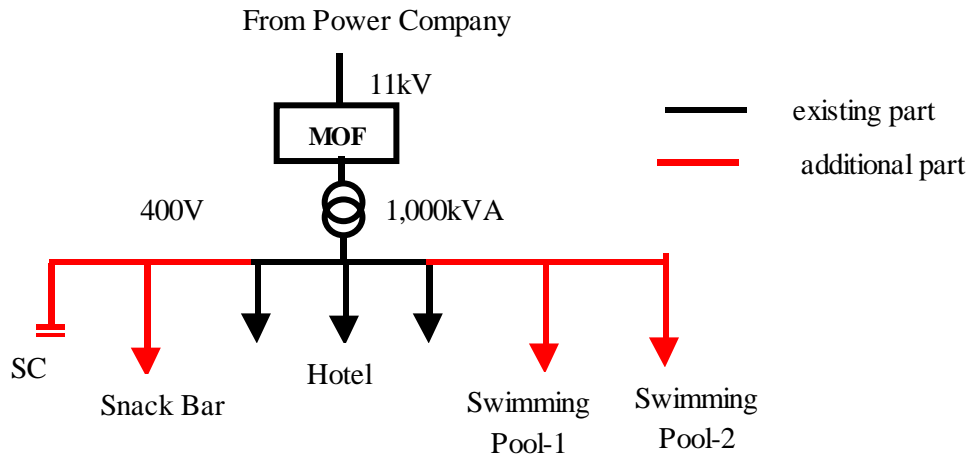 From Power Company
11kV
MOF
existing part
additional part
400V
1,000kVA
SC
Snack Bar
Hotel
Swimming
Pool-1
Swimming
Pool-2